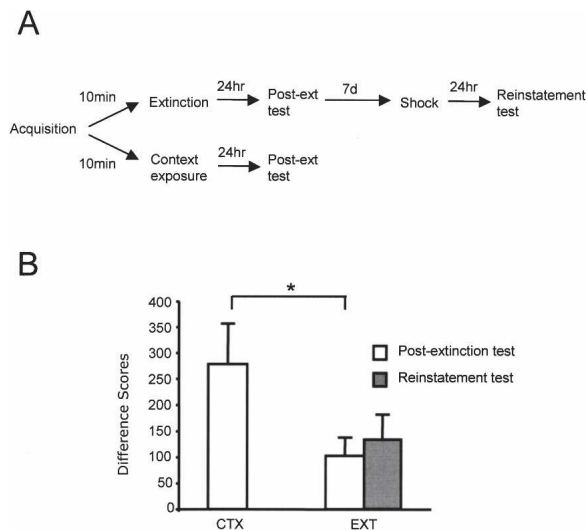 A
10min
Extinction
24hr
Post-ext
test
7d
Shock
24hr
Reinstatement
test
Acquisition
10min
Context
exposure
24hr
Post-ext
test
B
*
400
350
300
250
200
150
100
50
0
Difference Scores
Post-extinction test
Reinstatement test
CTX
EXT